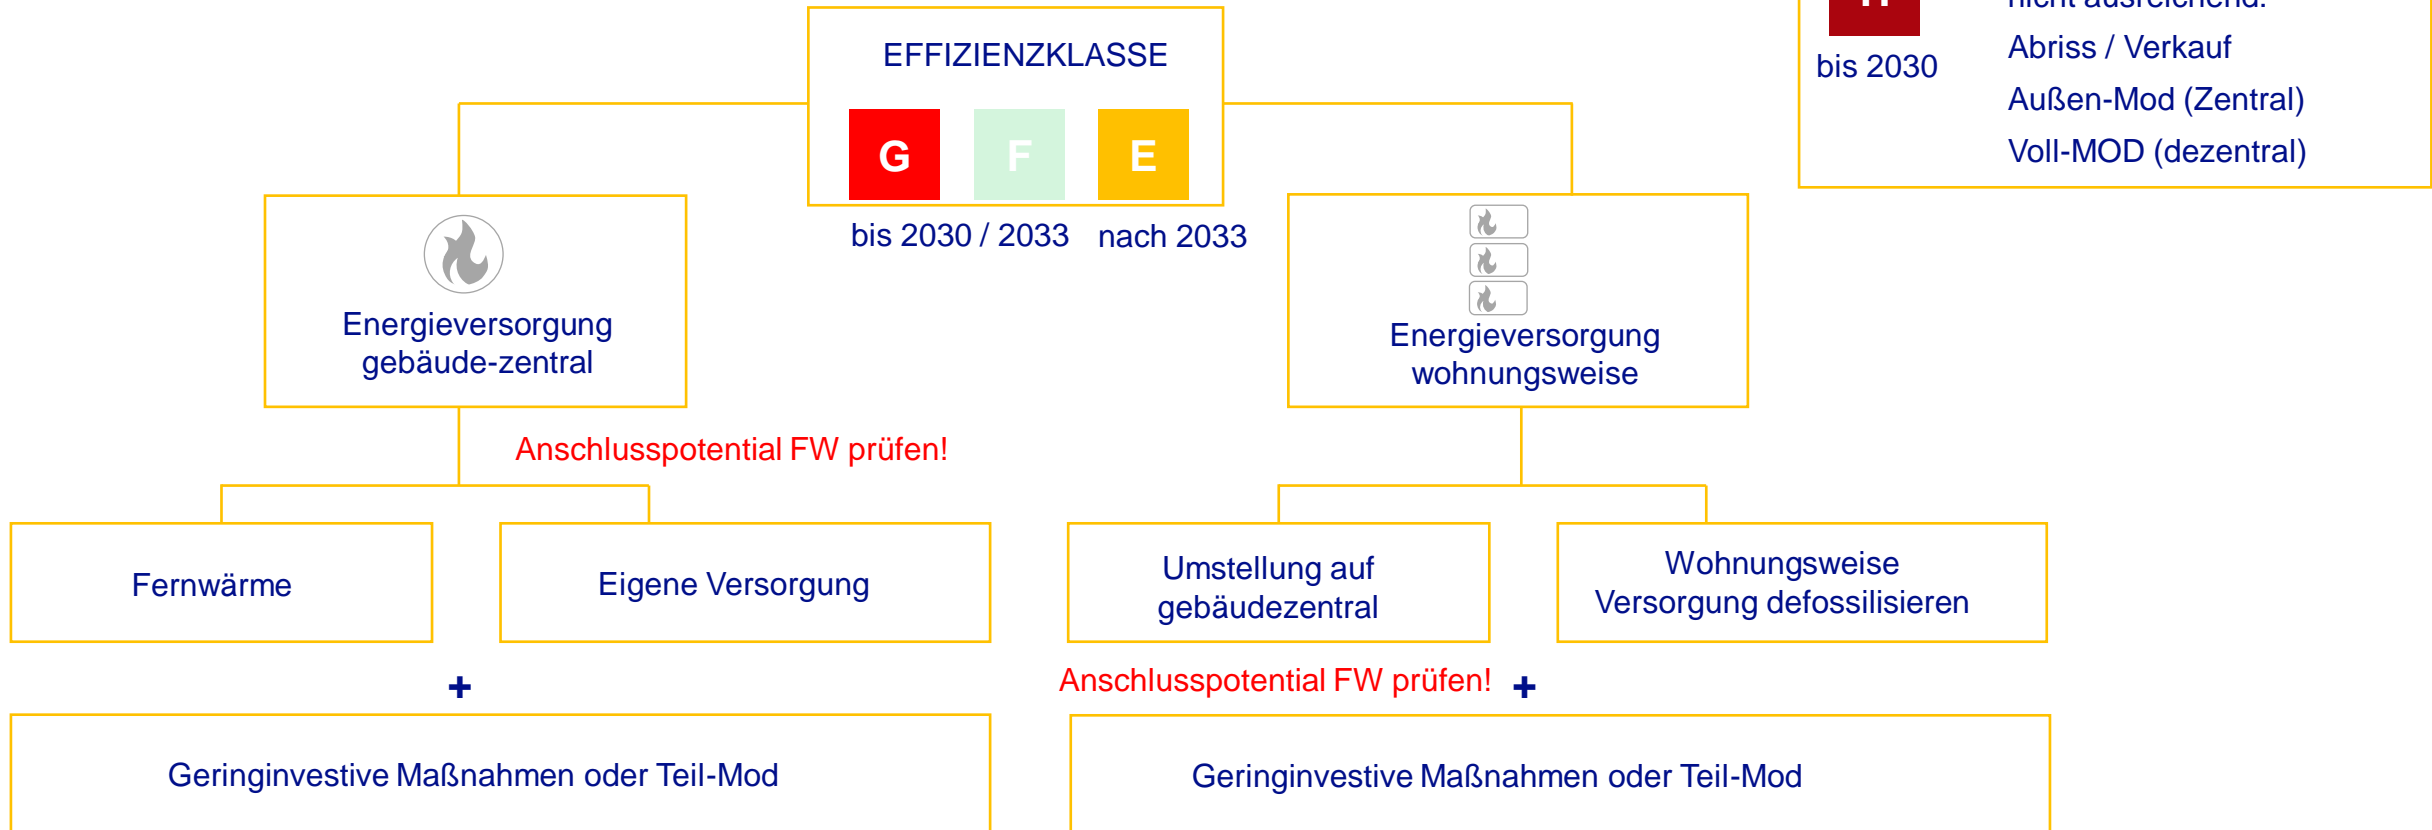 EFFIZIENZKLASSE
G F E
bis 2030 / 2033 nach 2033
nicht ausreichend:
bis 2030
Abriss / Verkauf
Außen-Mod (Zentral)
Voll-MOD (dezentral)
Energieversorgung
gebäude-zentral
Energieversorgung
wohnungsweise
Anschlusspotential FW prüfen!
Fernwärme
Eigene Versorgung
Umstellung auf
gebäudezentral
Wohnungsweise
Versorgung defossilisieren
+
Anschlusspotential FW prüfen! +
Geringinvestive Maßnahmen oder Teil-Mod
Geringinvestive Maßnahmen oder Teil-Mod